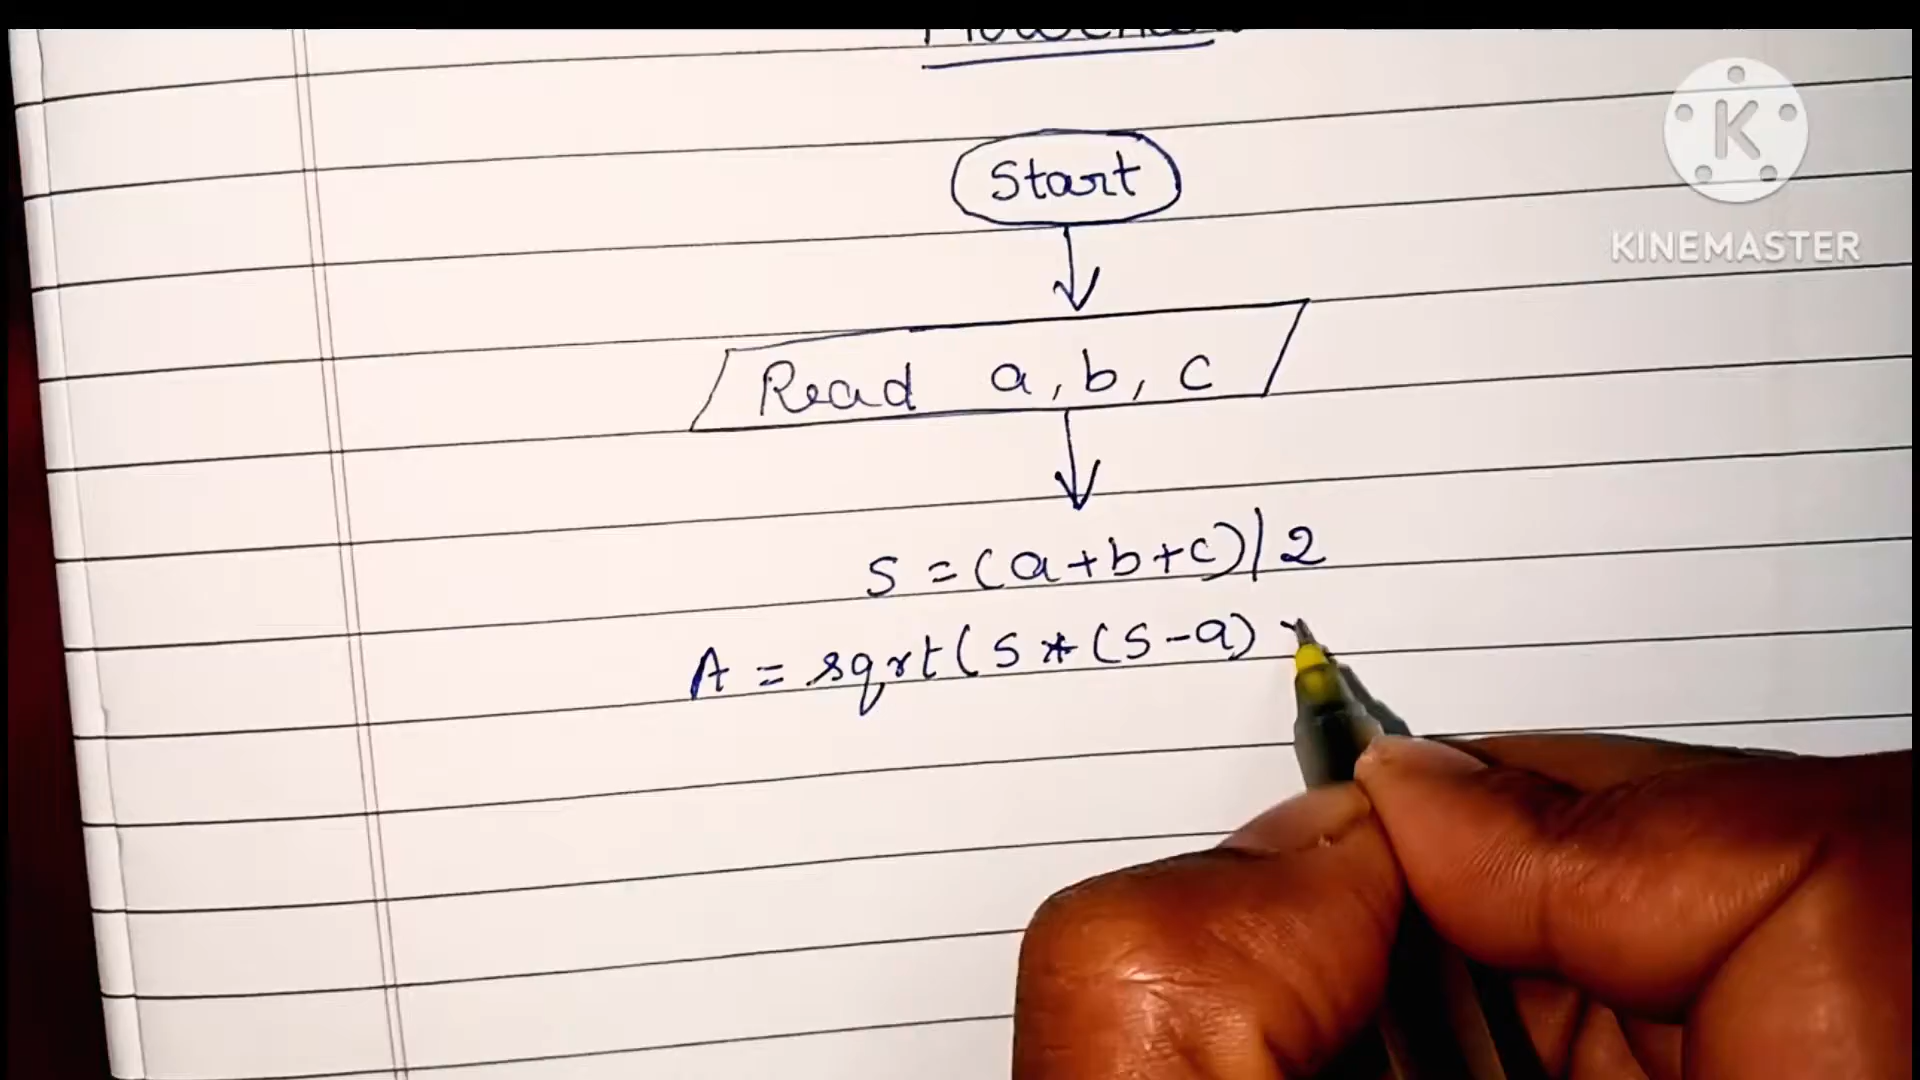 Start
K
KINEMASTER
Read a, b, c
S = (a+b+c)/2
A = sqrt(S*(S-a)